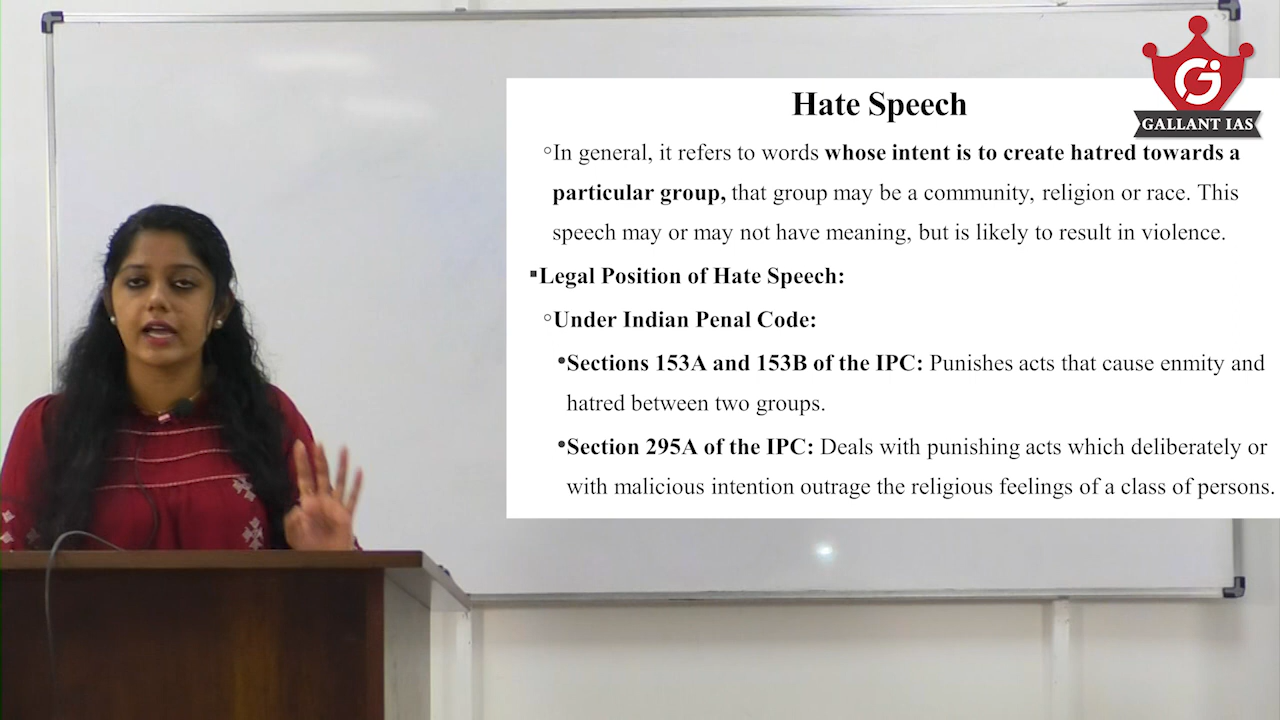 GALLANT IAS
Hate Speech
◦In general, it refers to words whose intent is to create hatred towards a
particular group, that group may be a community, religion or race. This
speech may or may not have meaning, but is likely to result in violence.
▪Legal Position of Hate Speech:
◦Under Indian Penal Code:
•Sections 153A and 153B of the IPC: Punishes acts that cause enmity and
hatred between two groups.
•Section 295A of the IPC: Deals with punishing acts which deliberately or
with malicious intention outrage the religious feelings of a class of persons.